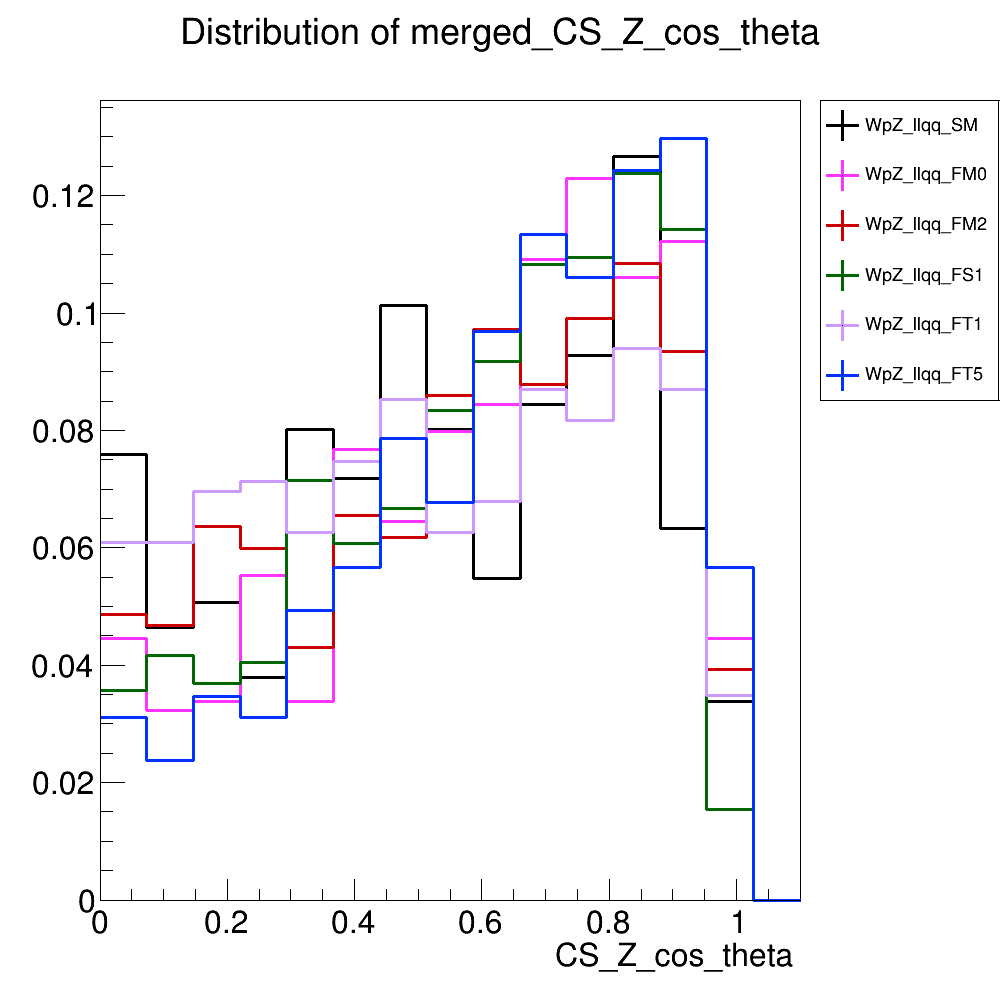 Distribution of merged_CS_Z_cos_theta
WpZ_llqq_SM
WpZ_llqq_FM0
WpZ_llqq_FM2
WpZ_llqq_FS1
WpZ_llqq_FT1
WpZ_llqq_FT5
0.12
0.1
0.08
0.06
0.04
0.02
0
0 0.2 0.4 0.6 0.8 1
CS_Z_cos_theta